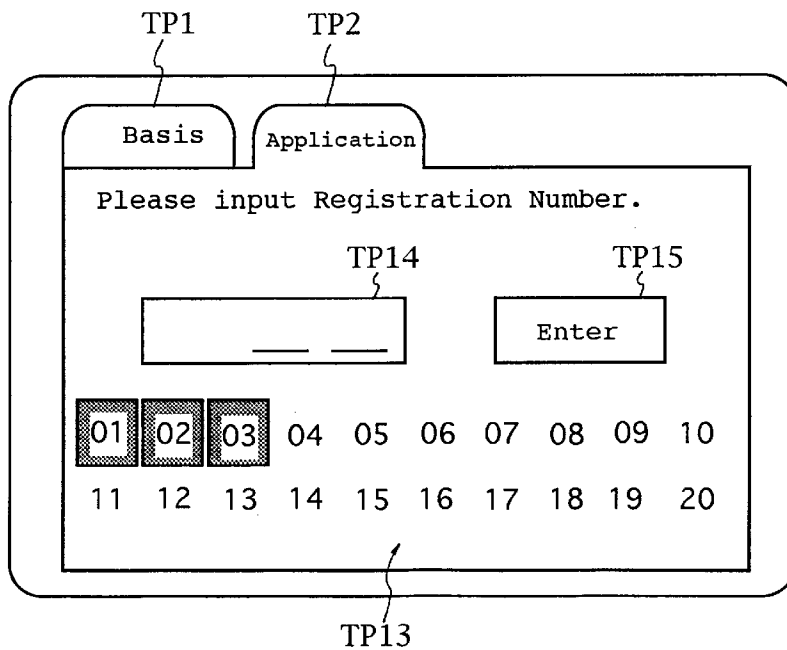 TP1 TP2
Basis Application
Please input Registration Number.
TP14 TP15
Enter
01 02 03 04 05 06 07 08 09 10
11 12 13 14 15 16 17 18 19 20
TP13